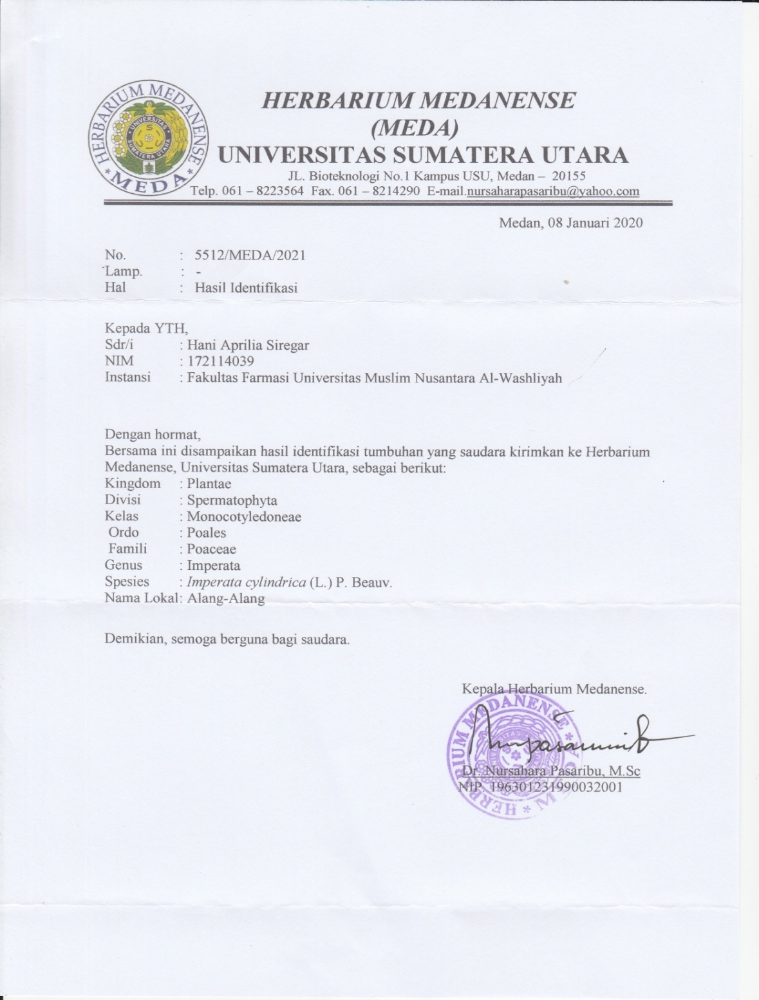 HERBARIUM MEDANENSE
(MEDA)
UNIVERSITAS SUMATERA UTARA
JL. Bioteknologi No.1 Kampus USU, Medan – 20155
Telp. 061 – 8223564 Fax. 061 – 8214290 E-mail.nursaharapasaribu@yahoo.com
HERBARIUM MEDANENSE
* MEDA *
UNIVERSITAS
SUMATERA UTARA
Medan, 08 Januari 2020
No. : 5512/MEDA/2021
Lamp. : -
Hal : Hasil Identifikasi
Kepada YTH,
Sdr/i : Hani Aprilia Siregar
NIM : 172114039
Instansi : Fakultas Farmasi Universitas Muslim Nusantara Al-Washliyah
Dengan hormat,
Bersama ini disampaikan hasil identifikasi tumbuhan yang saudara kirimkan ke Herbarium
Medanense, Universitas Sumatera Utara, sebagai berikut:
Kingdom : Plantae
Divisi : Spermatophyta
Kelas : Monocotyledoneae
Ordo : Poales
Famili : Poaceae
Genus : Imperata
Spesies : Imperata cylindrica (L.) P. Beauv.
Nama Lokal: Alang-Alang
Demikian, semoga berguna bagi saudara.
Kepala Herbarium Medanense.
HERBARIUM MEDANENSE *
Dr. Nursahara Pasaribu, M.Sc
NIP. 196301231990032001